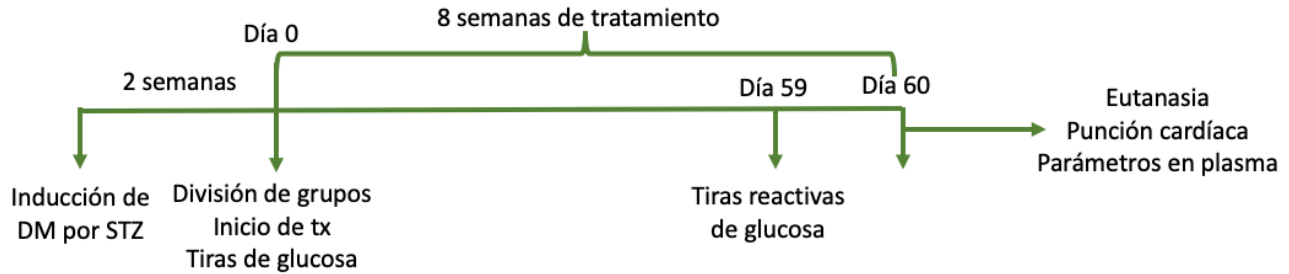 8 semanas de tratamiento
Día 0
2 semanas
Día 59
Día 60
Inducción de
DM por STZ
División de grupos
Inicio de tx
Tiras de glucosa
Tiras reactivas
de glucosa
Eutanasia
Punción cardíaca
Parámetros en plasma